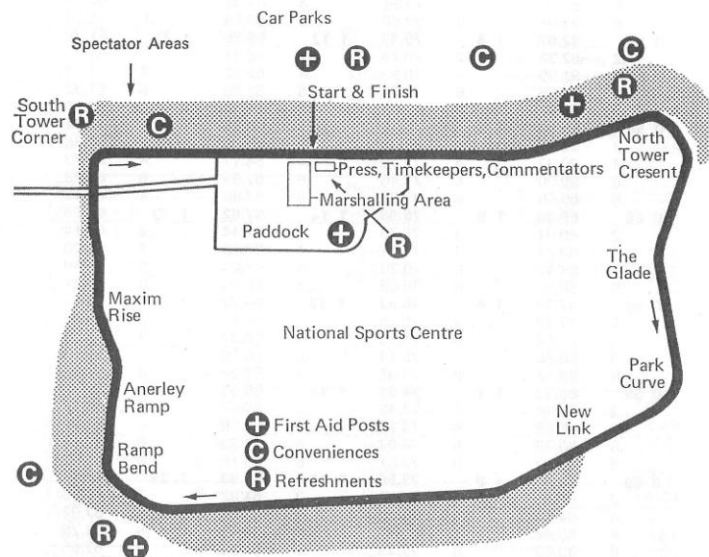 Car Parks
Spectator Areas
C
C
+
R
R
Start & Finish
+
South
Tower
Corner
R
C
North
Tower
Cresent
Press, Timekeepers, Commentators
Marshalling Area
Paddock
+
R
The
Glade
Maxim
Rise
National Sports Centre
Park
Curve
Anerley
Ramp
New
Link
+ First Aid Posts
C Conveniences
R Refreshments
Ramp
Bend
C
R
+